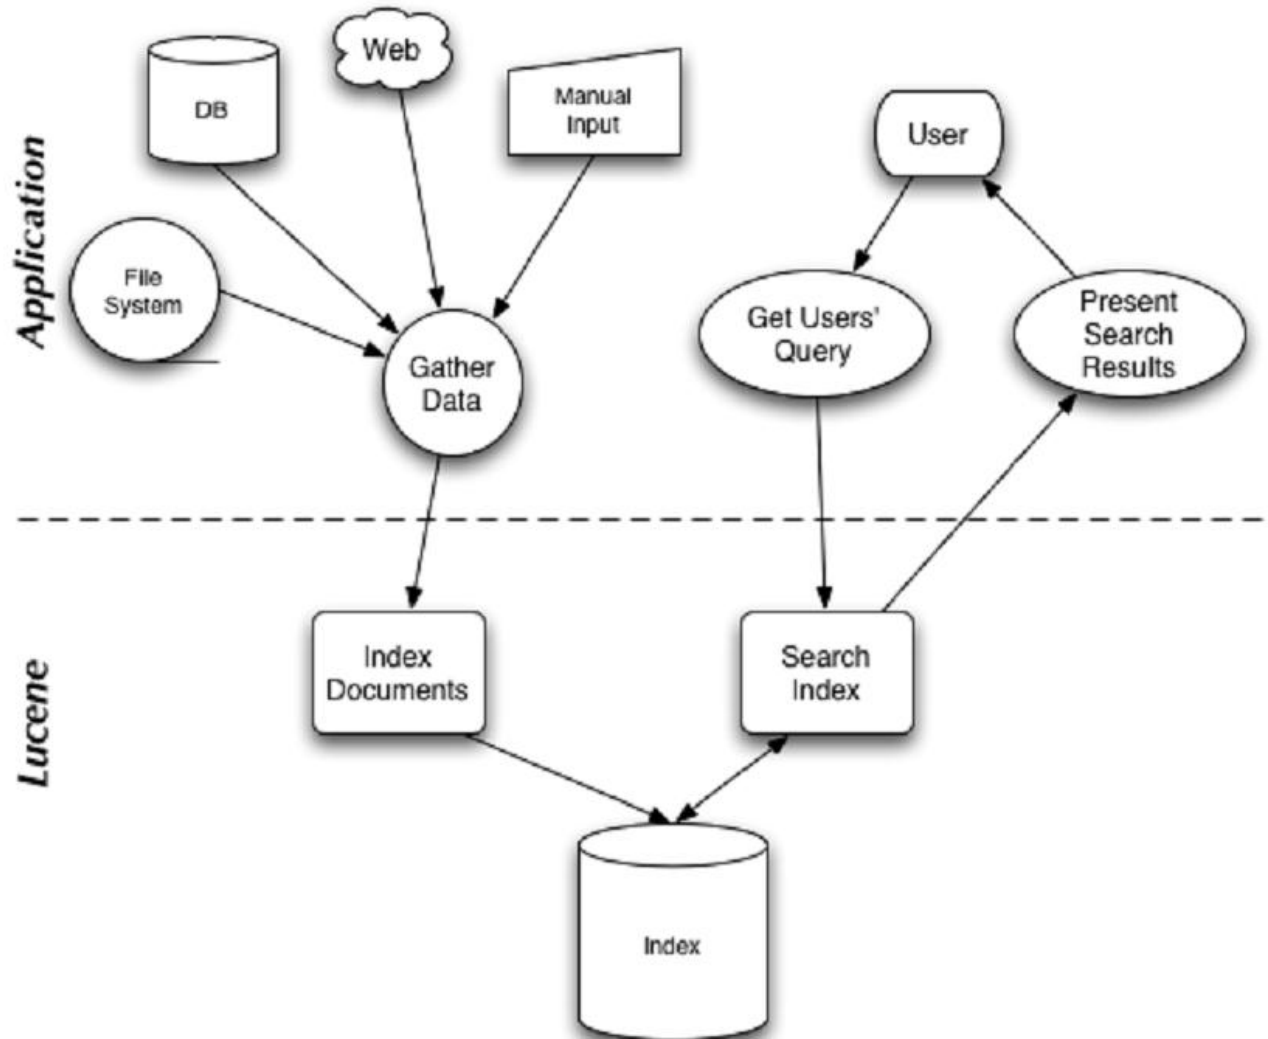 Application
Web
DB
Manual
Input
User
File
System
Get Users'
Query
Present
Search
Results
Gather
Data
Lucene
Index
Documents
Search
Index
Index